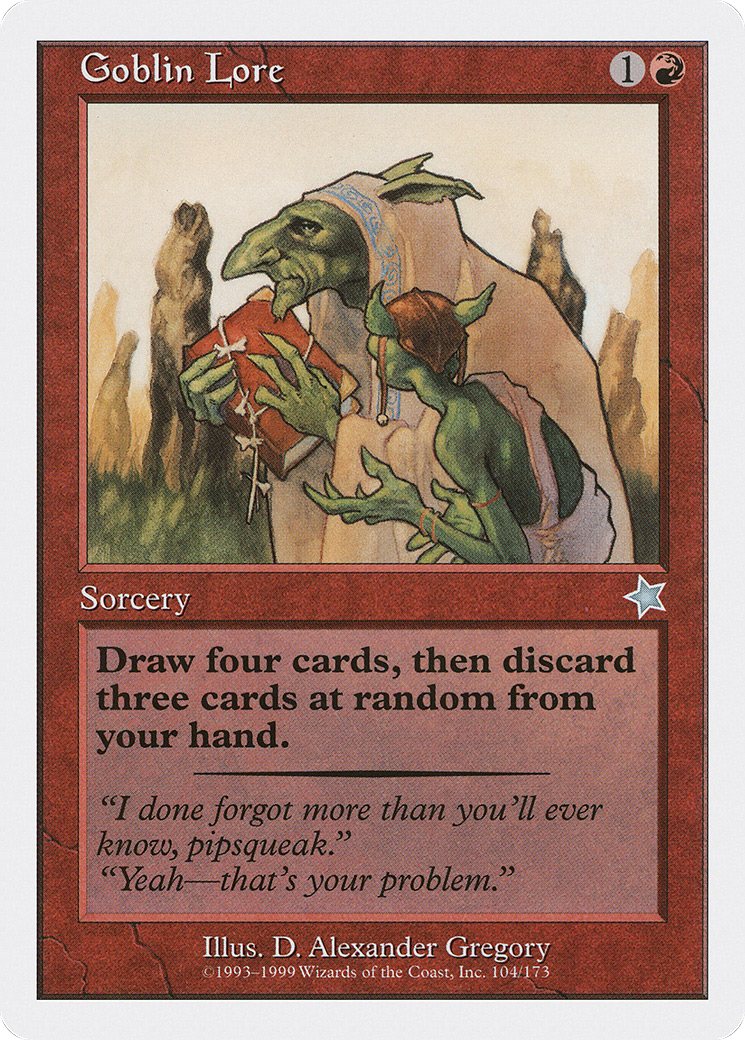 Goblin Lore 1
Sorcery
Draw four cards, then discard
three cards at random from
your hand.
“I done forgot more than you’ll ever
know, pipsqueak.”
“Yeah—that’s your problem.”
Illus. D. Alexander Gregory
©1993–1999 Wizards of the Coast, Inc. 104/173